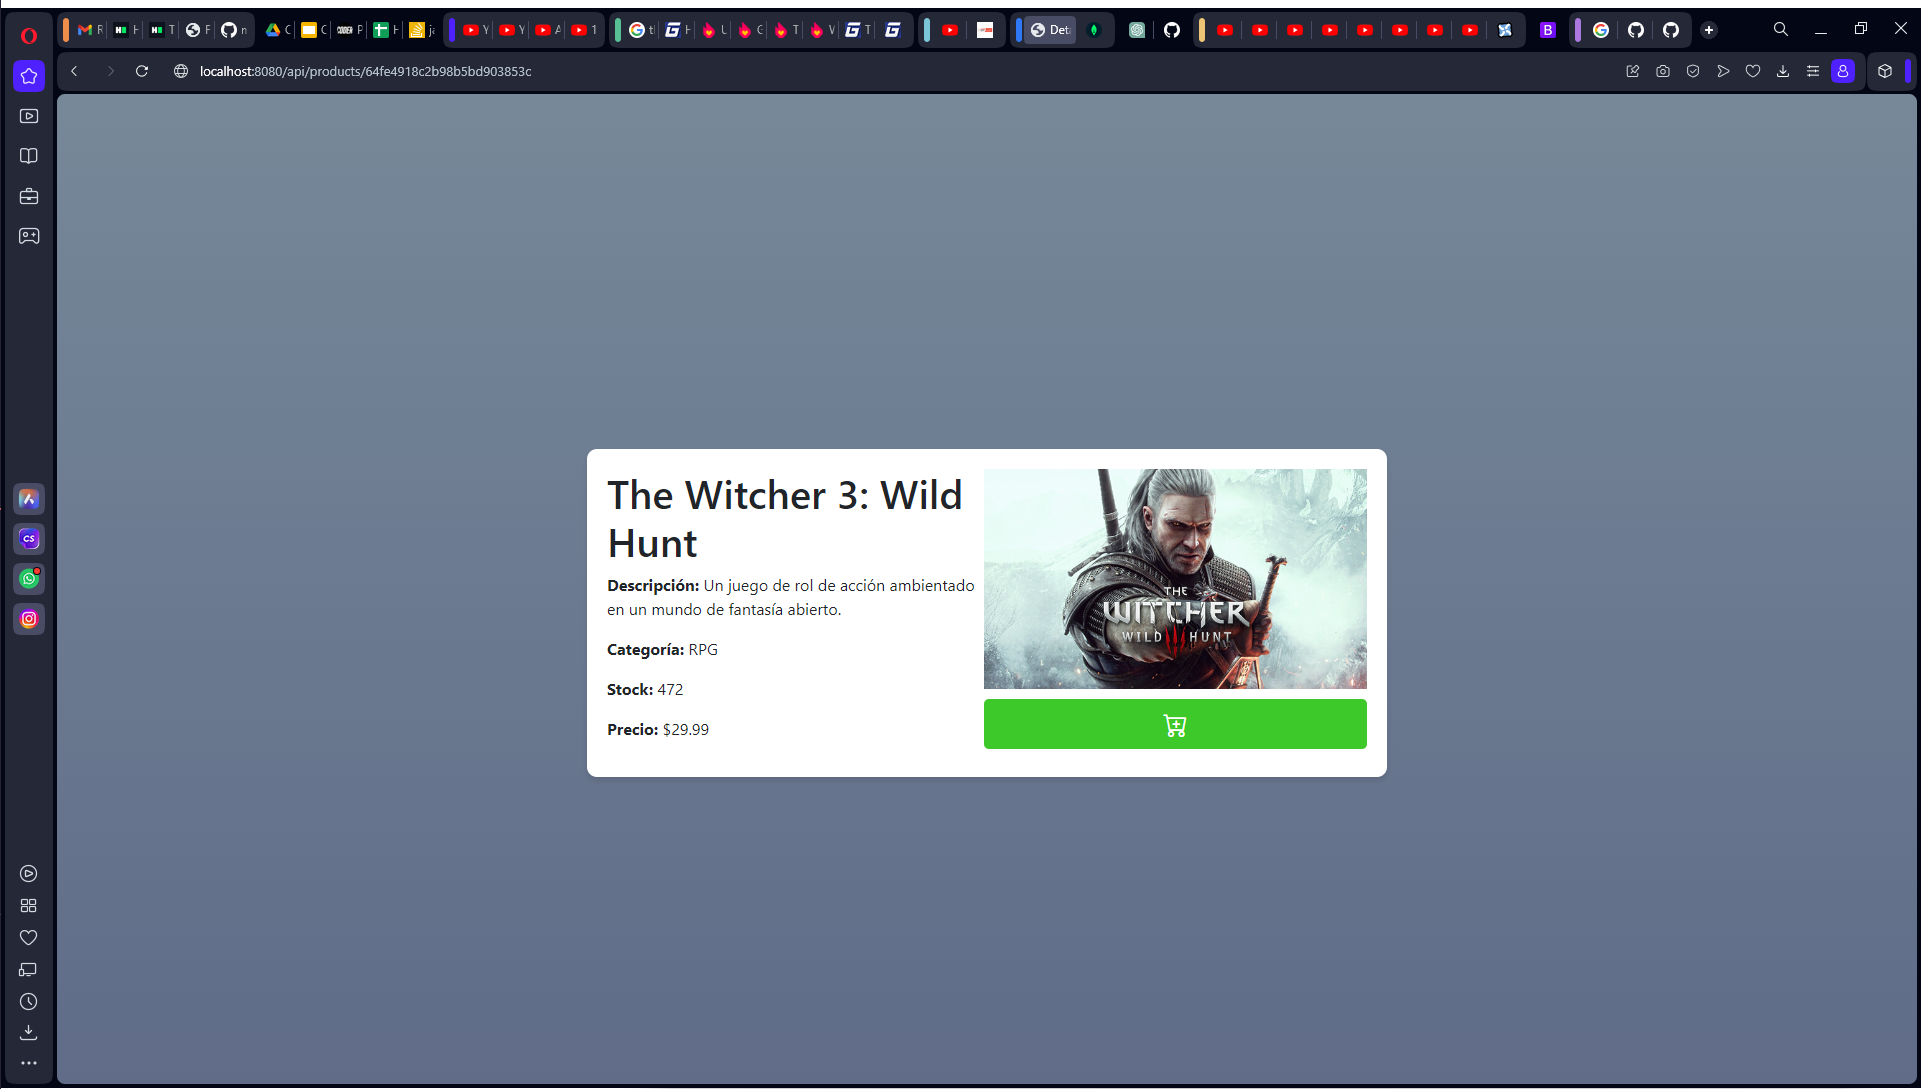 localhost:8080/api/products/64fe4918c2b98b5bd903853c
The Witcher 3: Wild
Hunt
Descripción: Un juego de rol de acción ambientado
en un mundo de fantasía abierto.
Categoría: RPG
Stock: 472
Precio: $29.99
THE
WITCHER
WILD HUNT